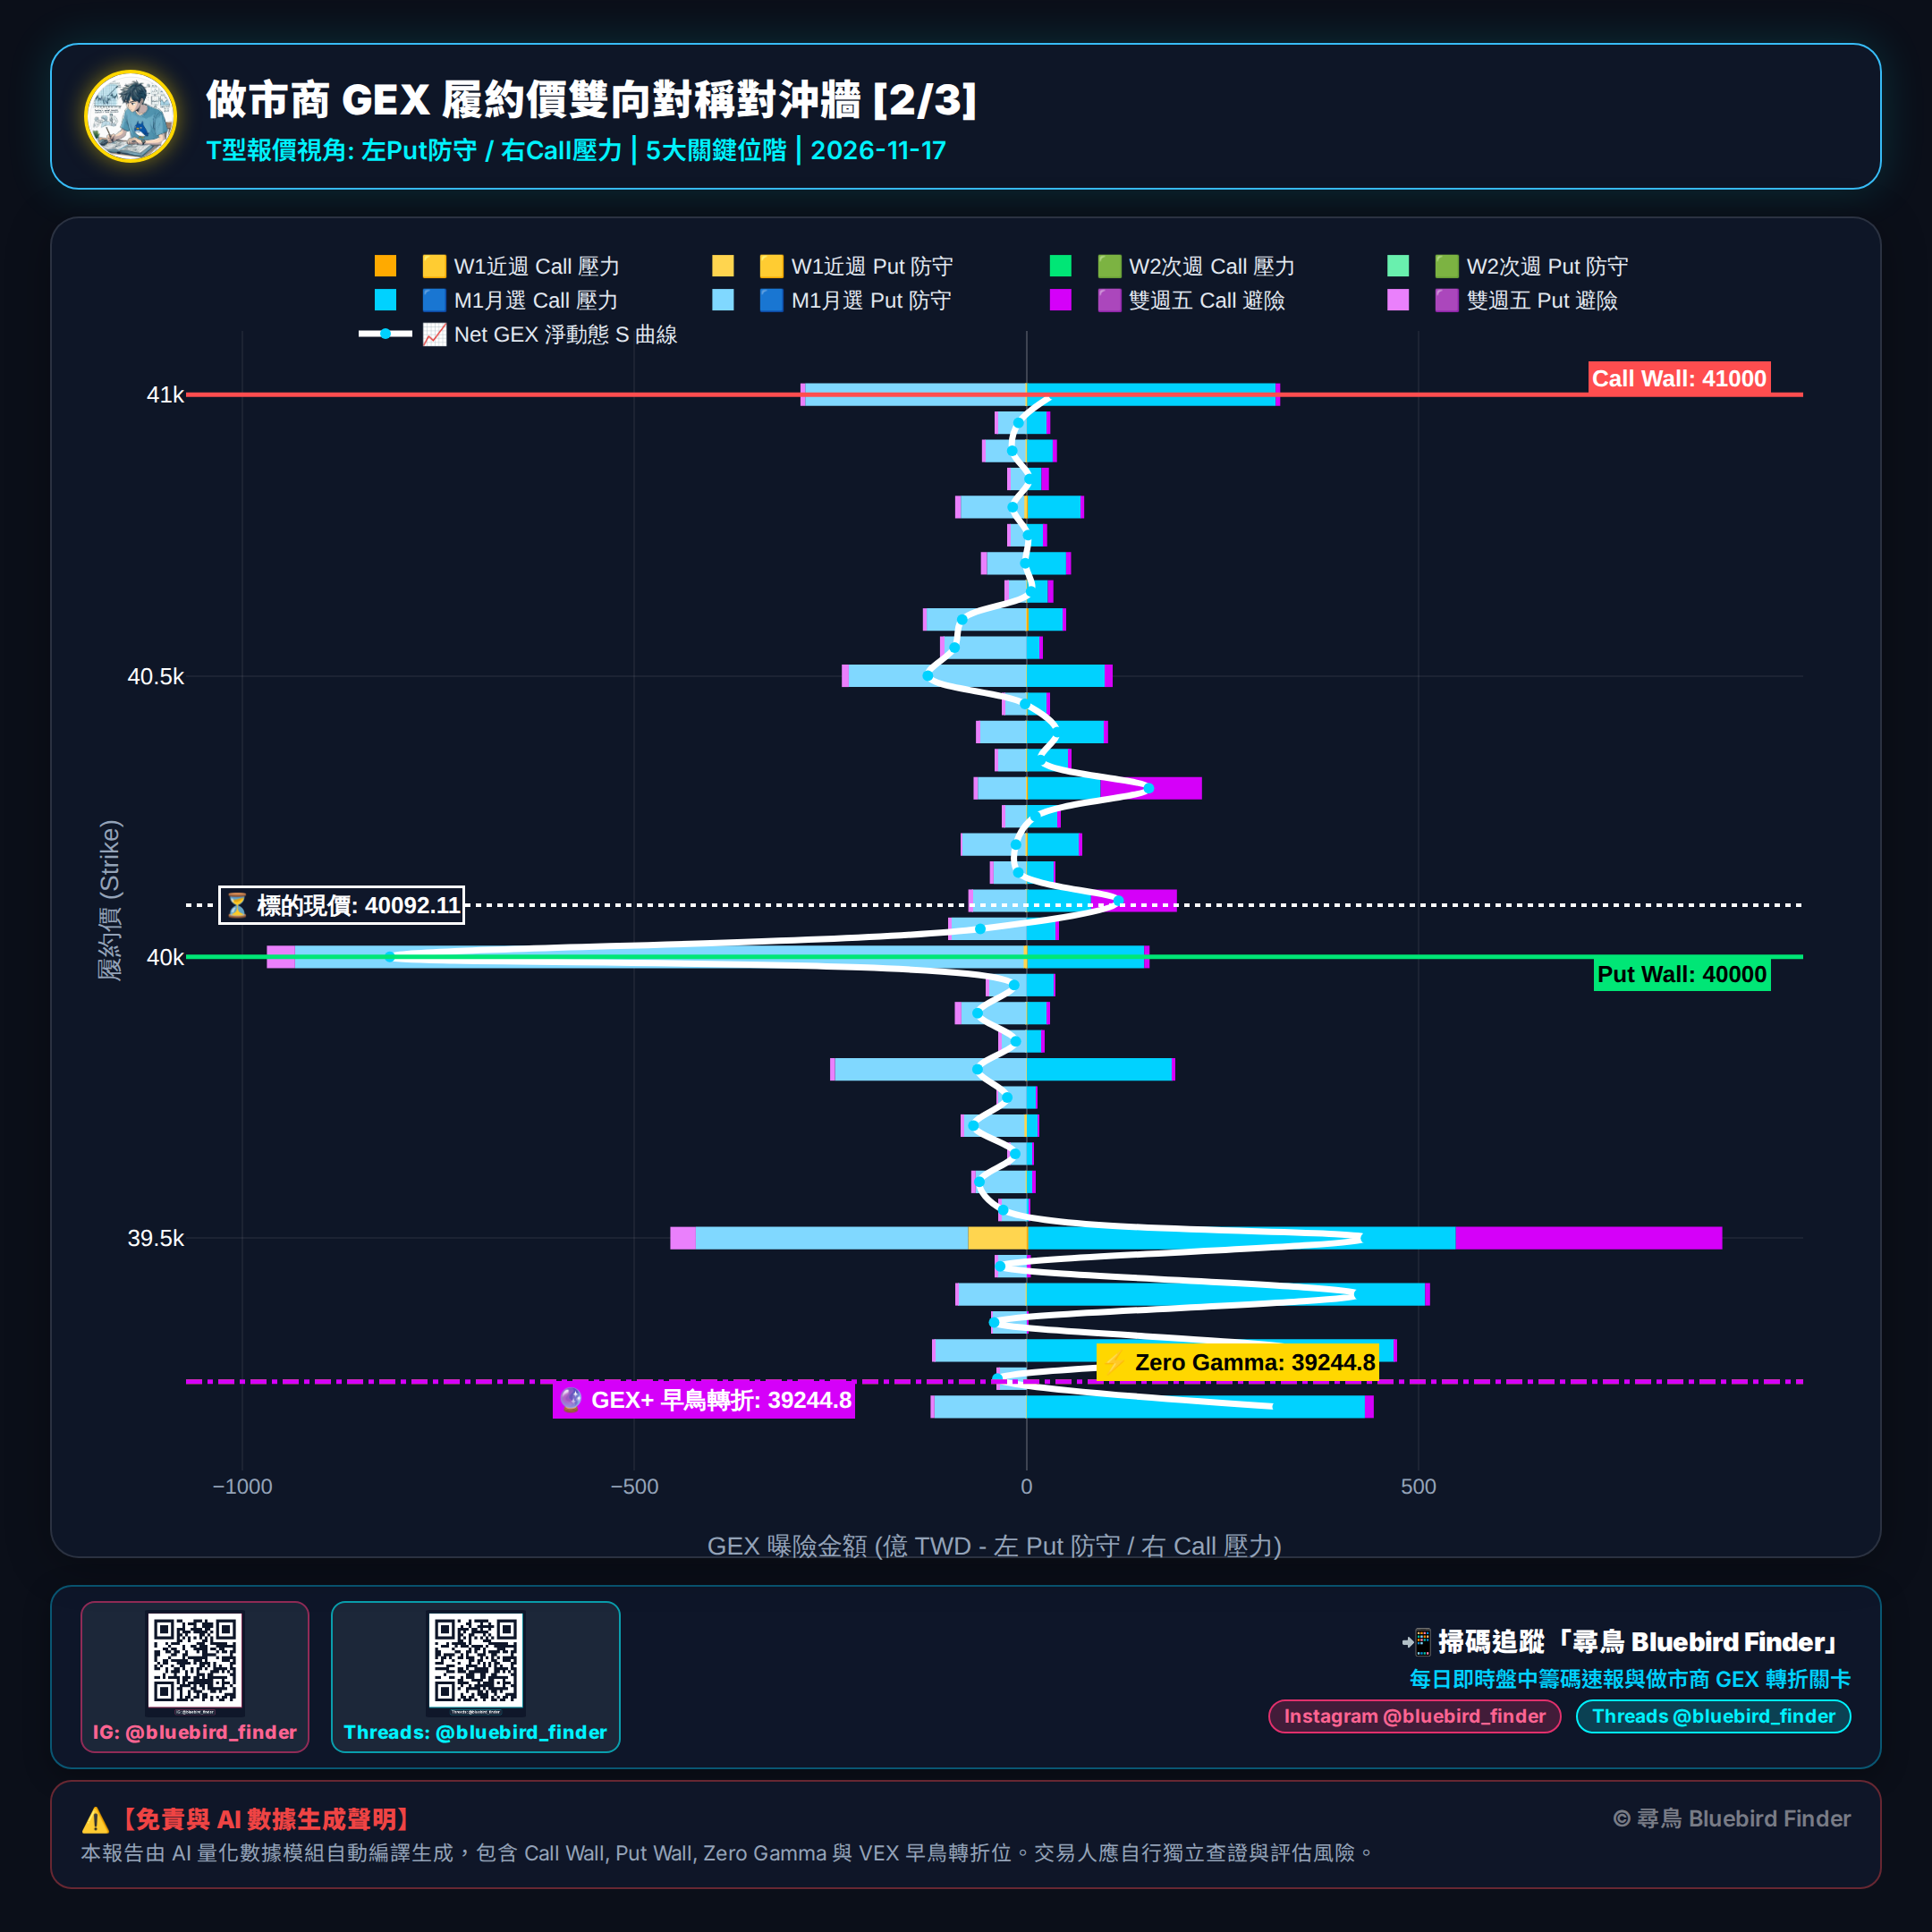 做市商 GEX 履約價雙向對稱對沖牆 [2/3]
T型報價視角: 左Put防守 / 右Call壓力 | 5大關鍵位階 | 2026-11-17
W1近週 Call 壓力
W1近週 Put 防守
W2次週 Call 壓力
W2次週 Put 防守
M1月選 Call 壓力
M1月選 Put 防守
雙週五 Call 避險
雙週五 Put 避險
Net GEX 淨動態 S 曲線
Call Wall: 41000
41k
40.5k
標的現價: 40092.11
40k
Put Wall: 40000
39.5k
Zero Gamma: 39244.8
GEX+ 早鳥轉折: 39244.8
履約價 (Strike)
−1000
−500
0
500
GEX 曝險金額 (億 TWD - 左 Put 防守 / 右 Call 壓力)
IG: @bluebird_finder
Threads: @bluebird_finder
掃碼追蹤「尋鳥 Bluebird Finder」
每日即時盤中籌碼速報與做市商 GEX 轉折關卡
Instagram @bluebird_finder
Threads @bluebird_finder
⚠️【免責與 AI 數據生成聲明】
© 尋鳥 Bluebird Finder
本報告由 AI 量化數據模組自動編譯生成，包含 Call Wall, Put Wall, Zero Gamma 與 VEX 早鳥轉折位。交易人應自行獨立查證與評估風險。